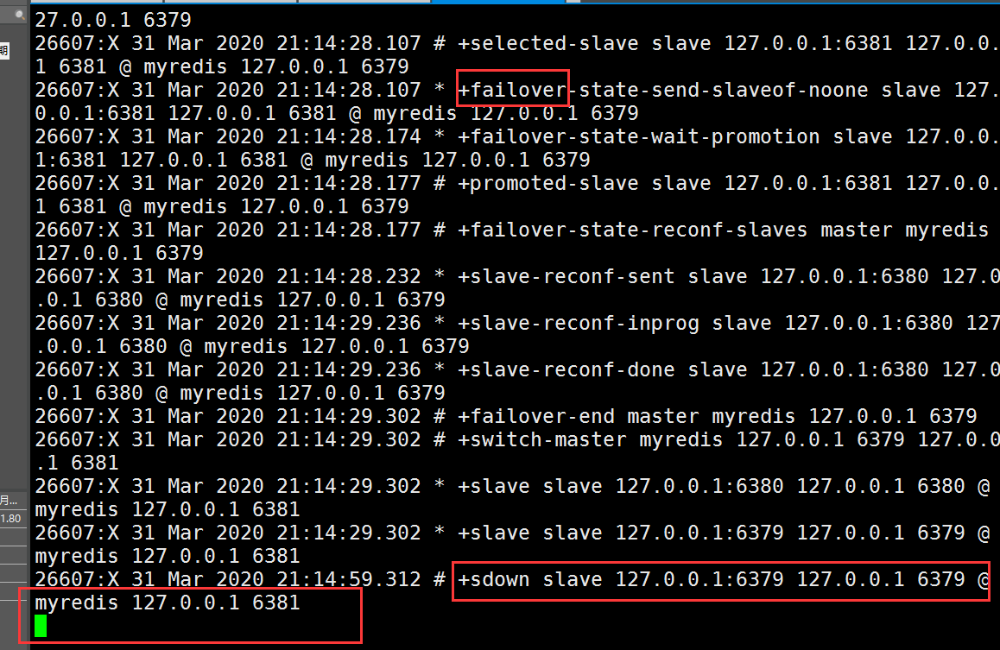 期
月...
1.80
27.0.0.1 6379
26607:X 31 Mar 2020 21:14:28.107 # +selected-slave slave 127.0.0.1:6381 127.0.0.
1 6381 @ myredis 127.0.0.1 6379
26607:X 31 Mar 2020 21:14:28.107 * +failover-state-send-slaveof-noone slave 127.
0.0.1:6381 127.0.0.1 6381 @ myredis 127.0.0.1 6379
26607:X 31 Mar 2020 21:14:28.174 * +failover-state-wait-promotion slave 127.0.0.
1:6381 127.0.0.1 6381 @ myredis 127.0.0.1 6379
26607:X 31 Mar 2020 21:14:28.177 # +promoted-slave slave 127.0.0.1:6381 127.0.0.
1 6381 @ myredis 127.0.0.1 6379
26607:X 31 Mar 2020 21:14:28.177 # +failover-state-reconf-slaves master myredis
127.0.0.1 6379
26607:X 31 Mar 2020 21:14:28.232 * +slave-reconf-sent slave 127.0.0.1:6380 127.0
.0.1 6380 @ myredis 127.0.0.1 6379
26607:X 31 Mar 2020 21:14:29.236 * +slave-reconf-inprog slave 127.0.0.1:6380 127
.0.0.1 6380 @ myredis 127.0.0.1 6379
26607:X 31 Mar 2020 21:14:29.236 * +slave-reconf-done slave 127.0.0.1:6380 127.0
.0.1 6380 @ myredis 127.0.0.1 6379
26607:X 31 Mar 2020 21:14:29.302 # +failover-end master myredis 127.0.0.1 6379
26607:X 31 Mar 2020 21:14:29.302 # +switch-master myredis 127.0.0.1 6379 127.0.0
.1 6381
26607:X 31 Mar 2020 21:14:29.302 * +slave slave 127.0.0.1:6380 127.0.0.1 6380 @
myredis 127.0.0.1 6381
26607:X 31 Mar 2020 21:14:29.302 * +slave slave 127.0.0.1:6379 127.0.0.1 6379 @
myredis 127.0.0.1 6381
26607:X 31 Mar 2020 21:14:59.312 # +sdown slave 127.0.0.1:6379 127.0.0.1 6379 @
myredis 127.0.0.1 6381